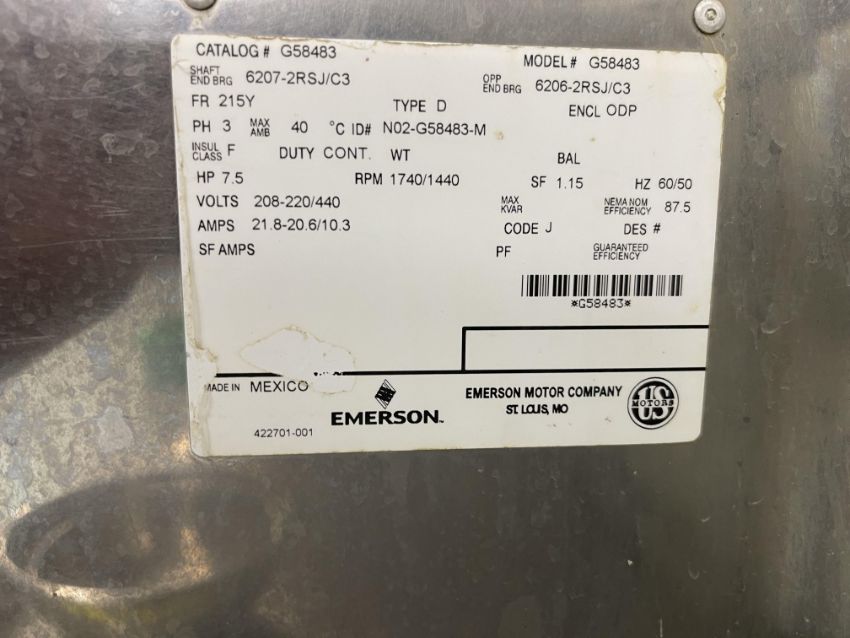 CATALOG # G58483 MODEL# G58483
SHAFT END BRG 6207-2RSJ/C3 OPP END BRG 6206-2RSJ/C3
FR 215Y TYPE D ENCL ODP
PH 3 MAX AMB 40 °C ID# N02-G58483-M
INSUL CLASS F DUTY CONT. WT BAL
HP 7.5 RPM 1740/1440 SF 1.15 HZ 60/50
VOLTS 208-220/440 MAX KVAR NEMA NOM EFFICIENCY 87.5
AMPS 21.8-20.6/10.3 CODE J DES #
SF AMPS PF GUARANTEED EFFICIENCY
*G58483*
MADE IN MEXICO
EMERSON™
EMERSON MOTOR COMPANY
ST. LOUIS, MO
US MOTORS
422701-001